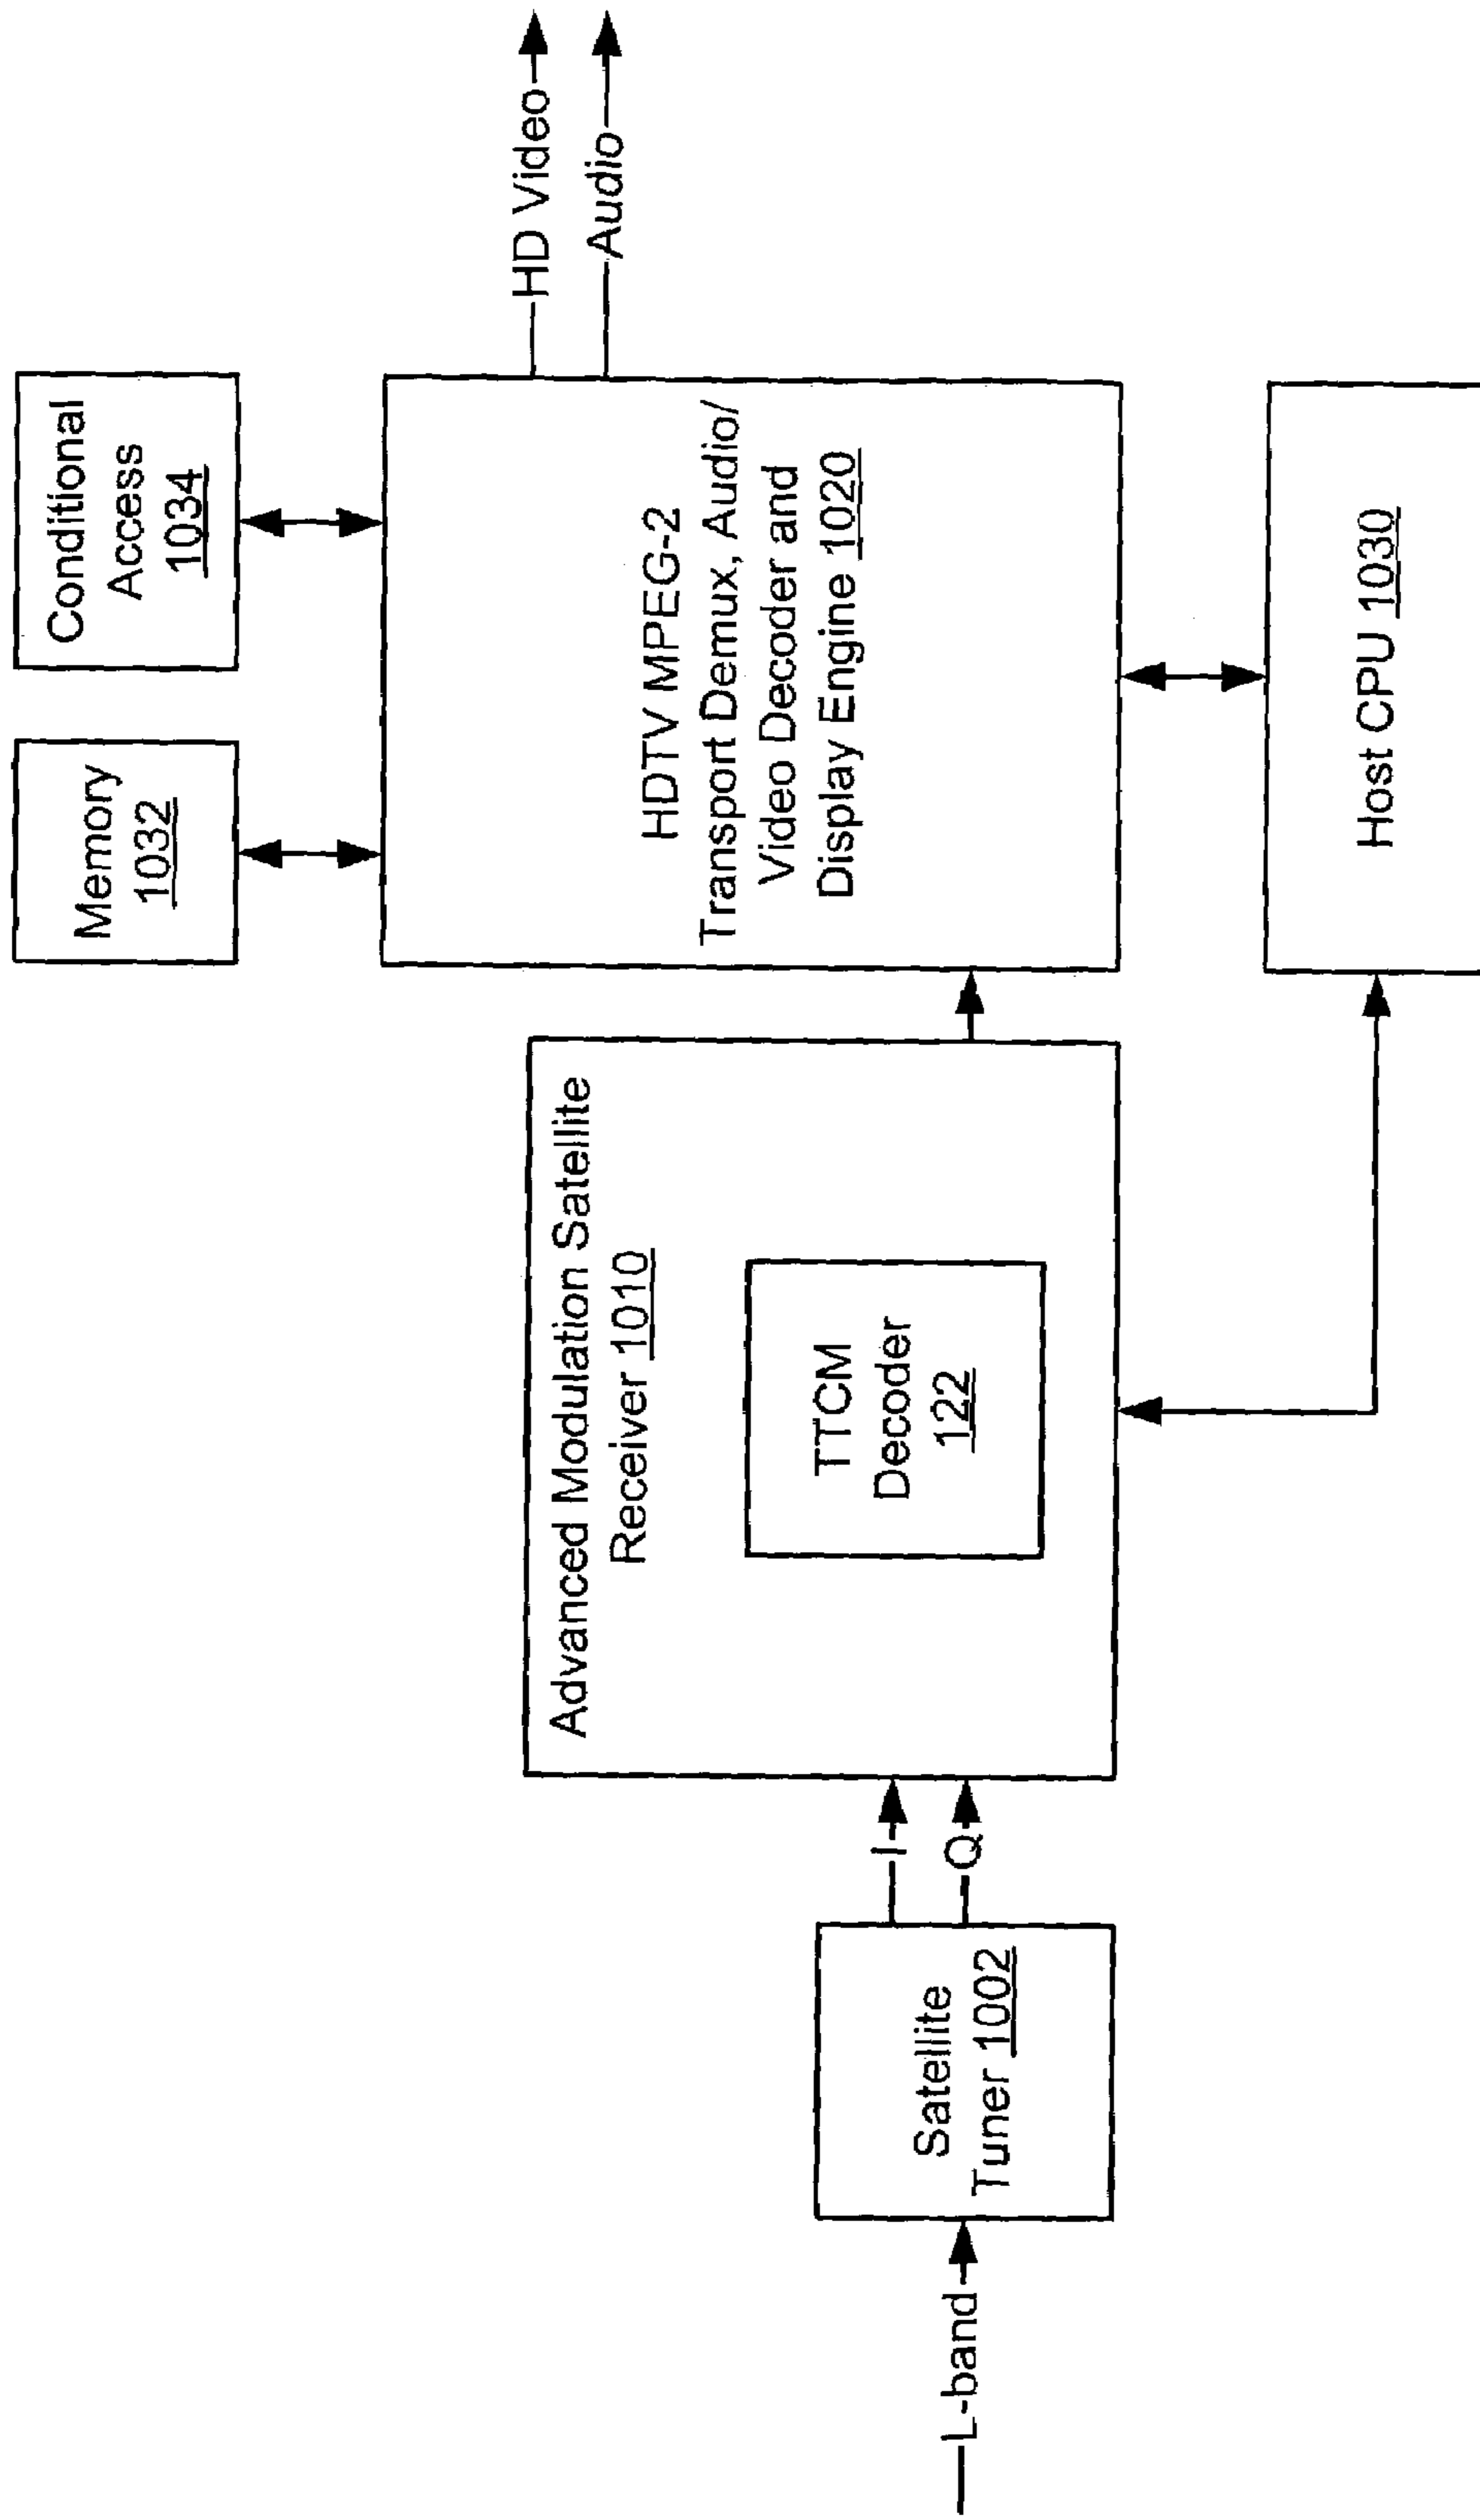 Memory
1032
Conditional
Access
1034
HD Video
Audio
Advanced Modulation Satellite
Receiver 1010
TTCM
Decoder
122
HDTV MPEG-2
Transport Demux, Audio/
Video Decoder and
Display Engine 1020
L-band
Satellite
Tuner 1002
I
Q
Host CPU 1030